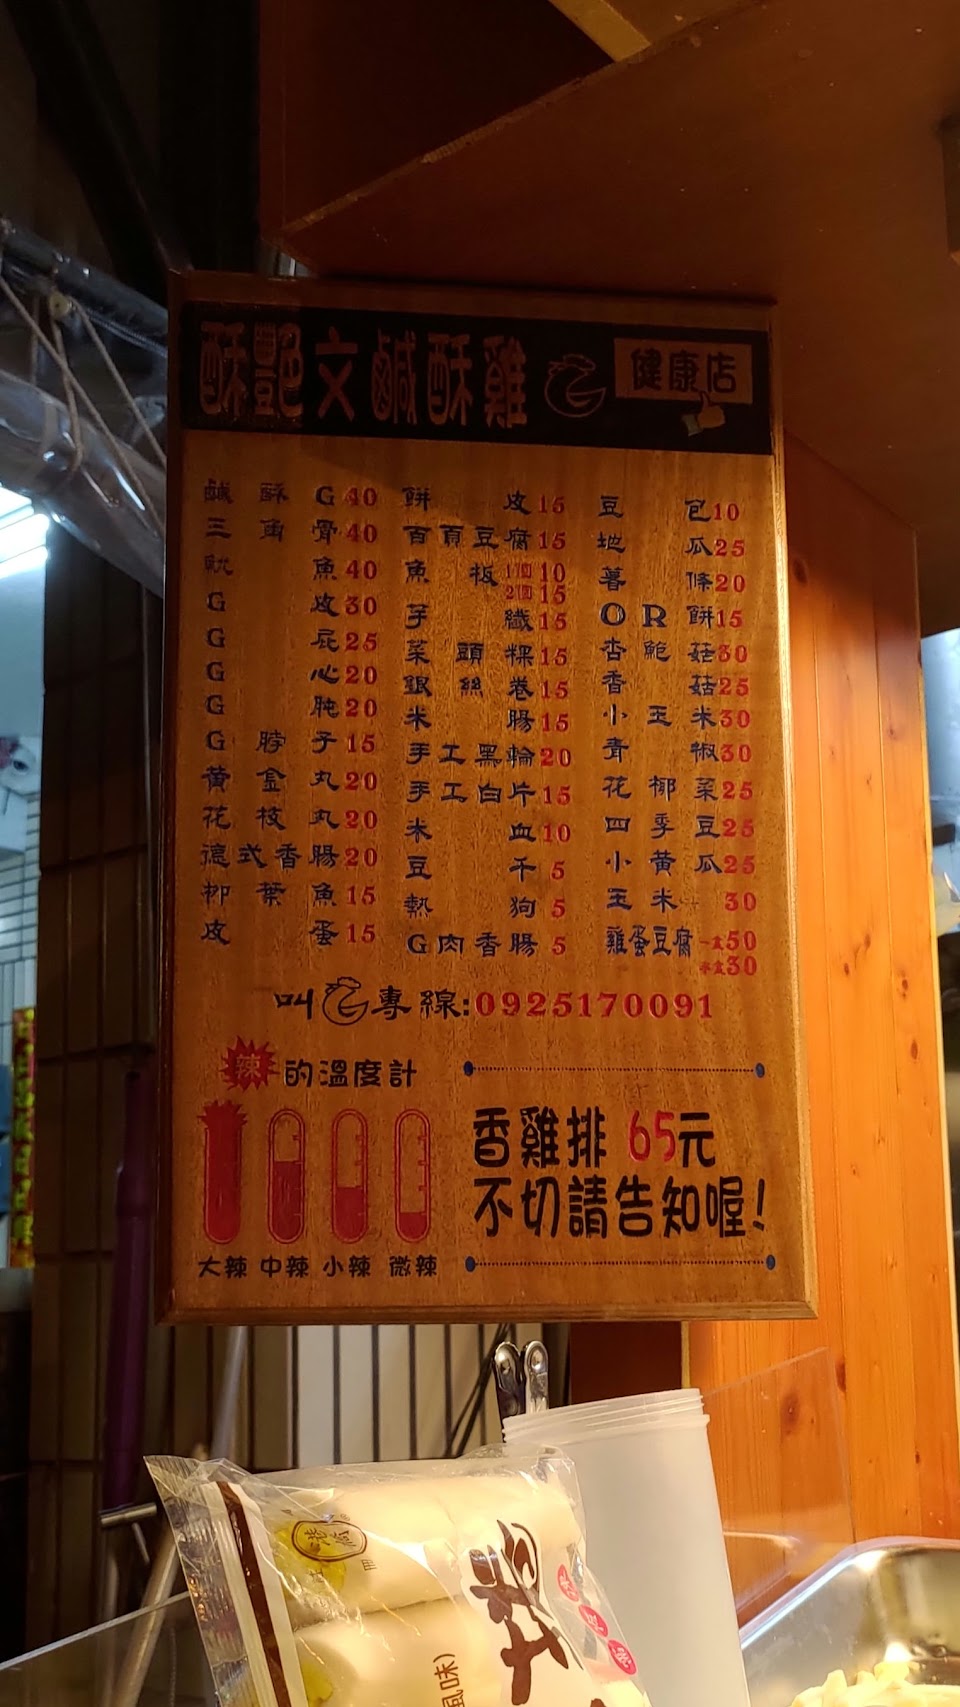 酥艷文鹹酥雞 健康店
鹹酥G40
三角骨40
魷魚40
G皮30
G屁25
G心20
G肫20
G脖子15
黃金丸20
花枝丸20
德式香腸20
柳葉魚15
皮蛋15
餅皮15
百頁豆腐15
魚板1個10
2個15
芋纖15
菜頭粿15
銀絲卷15
米腸15
手工黑輪20
手工白片15
米血10
豆干5
熱狗5
G肉香腸5
豆包10
地瓜25
薯條20
OR餅15
杏鮑菇30
香菇25
小玉米30
青椒30
花椰菜25
四季豆25
小黃瓜25
玉米30
雞蛋豆腐一盒50
半盒30
叫G專線:0925170091
辣的溫度計
大辣 中辣 小辣 微辣
香雞排 65元
不切請告知喔!
風味)